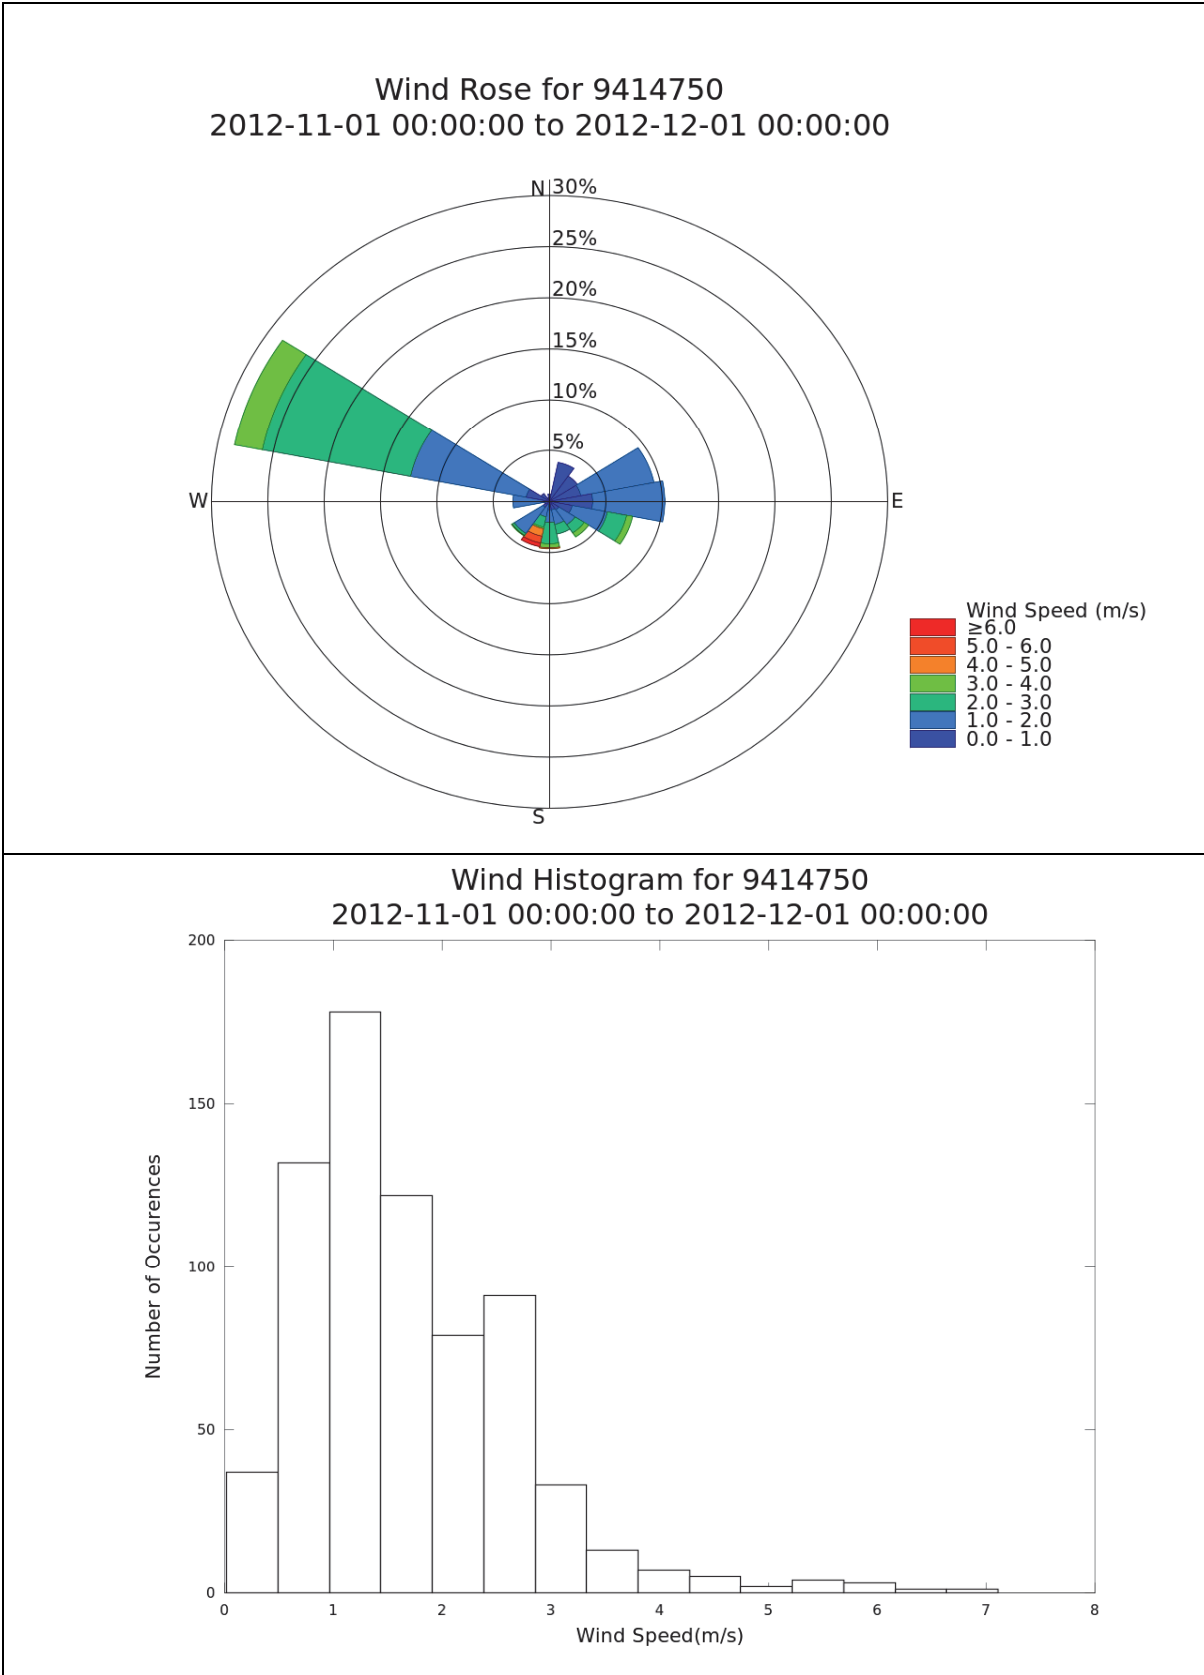 Wind Rose for 9414750
2012-11-01 00:00:00 to 2012-12-01 00:00:00
N 30%
25%
20%
15%
10%
5%
W
E
S
Wind Speed (m/s)
≥6.0
5.0 - 6.0
4.0 - 5.0
3.0 - 4.0
2.0 - 3.0
1.0 - 2.0
0.0 - 1.0
Wind Histogram for 9414750
2012-11-01 00:00:00 to 2012-12-01 00:00:00
200
150
100
50
0
Number of Occurences
0 1 2 3 4 5 6 7 8
Wind Speed(m/s)